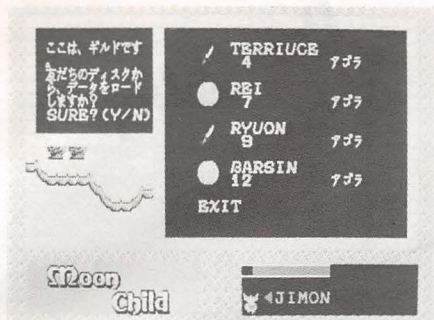 ここは、ギルドです
友だちのディスクか
ら、データをロード
しますか?
SURE?(Y/N)
TERRIUCE
4 アゴラ
REI
7 アゴラ
RYUON
9 アゴラ
BARSIN
12 アゴラ
EXIT
Moon
Child
JIMON